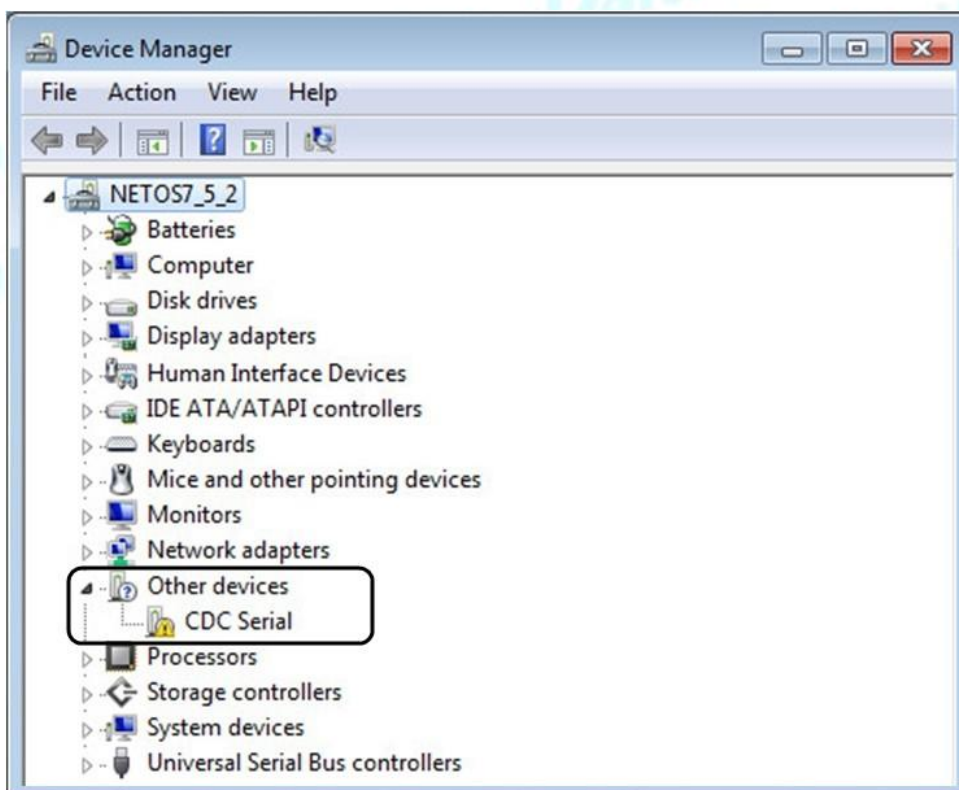 Device Manager
File Action View Help
NETOS7_5_2
Batteries
Computer
Disk drives
Display adapters
Human Interface Devices
IDE ATA/ATAPI controllers
Keyboards
Mice and other pointing devices
Monitors
Network adapters
Other devices
CDC Serial
Processors
Storage controllers
System devices
Universal Serial Bus controllers